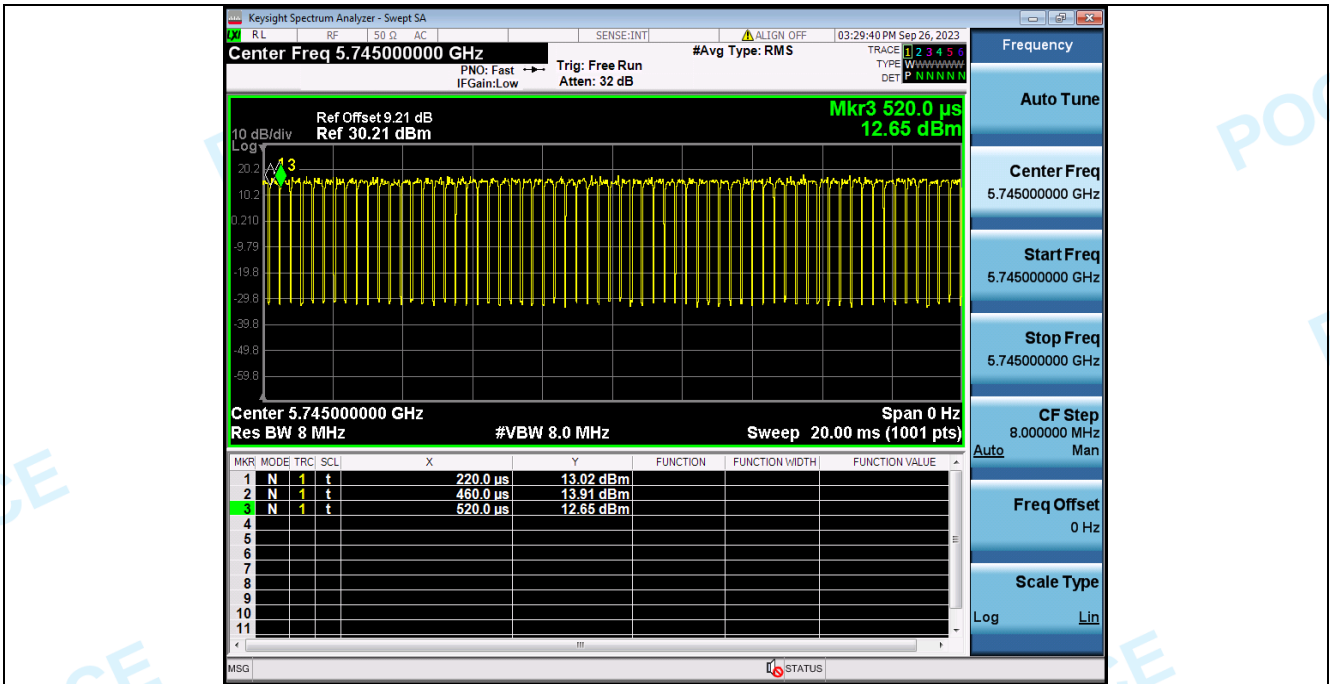 Keysight Spectrum Analyzer - Swept SA
LXI RL RF 50 Ω AC SENSE:INT ALIGN OFF 03:29:40 PM Sep 26, 2023
Center Freq 5.745000000 GHz #Avg Type: RMS TRACE 1 2 3 4 5 6
PNO: Fast Trig: Free Run TYPE WWWWWW
IFGain:Low Atten: 32 dB DET P N N N N N
Frequency
Auto Tune
Center Freq
5.745000000 GHz
Start Freq
5.745000000 GHz
Stop Freq
5.745000000 GHz
CF Step
8.000000 MHz
Auto Man
Freq Offset
0 Hz
Scale Type
Log Lin
Mkr3 520.0 µs
Ref Offset 9.21 dB
10 dB/div Ref 30.21 dBm 12.65 dBm
Log
1 3
20.2
10.2
0.210
-9.79
-19.8
-29.8
-39.8
-49.8
-59.8
Center 5.745000000 GHz Span 0 Hz
Res BW 8 MHz #VBW 8.0 MHz Sweep 20.00 ms (1001 pts)
MKR MODE TRC SCL X Y FUNCTION FUNCTION WIDTH FUNCTION VALUE
1 N 1 t 220.0 µs 13.02 dBm
2 N 1 t 460.0 µs 13.91 dBm
3 N 1 t 520.0 µs 12.65 dBm
4
5
6
7
8
9
10
11
MSG STATUS